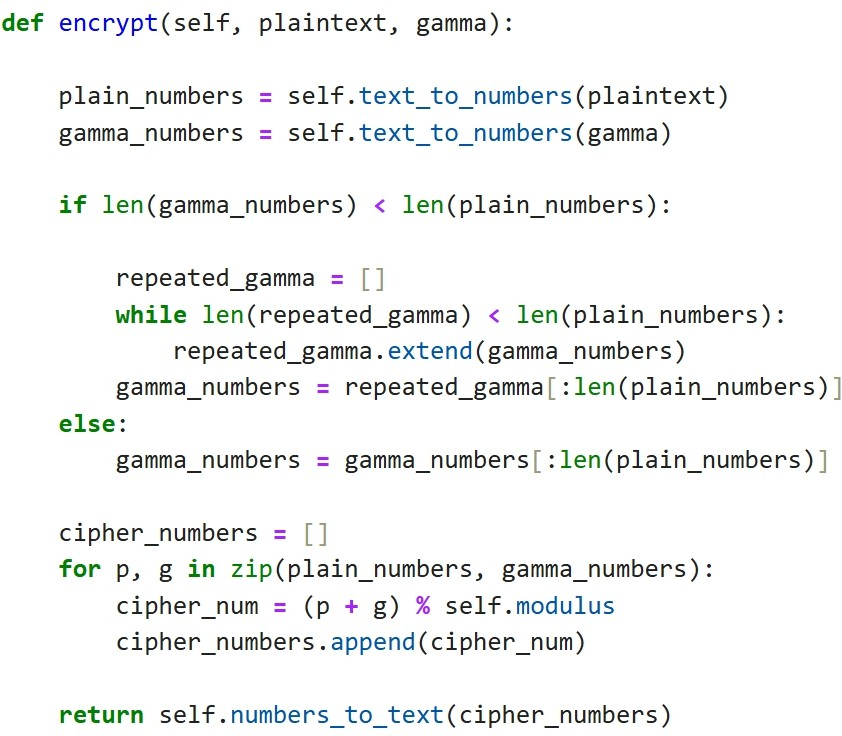 def encrypt(self, plaintext, gamma):
plain_numbers = self.text_to_numbers(plaintext)
gamma_numbers = self.text_to_numbers(gamma)
if len(gamma_numbers) < len(plain_numbers):
repeated_gamma = []
while len(repeated_gamma) < len(plain_numbers):
repeated_gamma.extend(gamma_numbers)
gamma_numbers = repeated_gamma[:len(plain_numbers)]
else:
gamma_numbers = gamma_numbers[:len(plain_numbers)]
cipher_numbers = []
for p, g in zip(plain_numbers, gamma_numbers):
cipher_num = (p + g) % self.modulus
cipher_numbers.append(cipher_num)
return self.numbers_to_text(cipher_numbers)